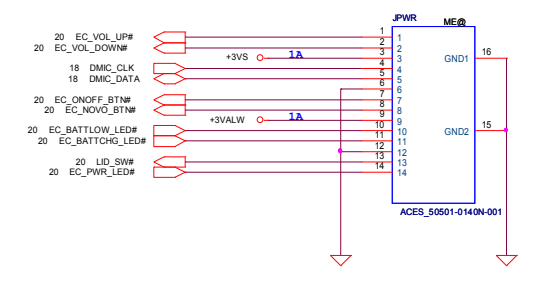 JPWR ME@
20 EC_VOL_UP# 1 1
20 EC_VOL_DOWN# 2 2
+3VS 1A 3 3 GND1 16
18 DMIC_CLK 4 4
18 DMIC_DATA 5 5
6 6
20 EC_ONOFF_BTN# 7 7
20 EC_NOVO_BTN# 8 8
+3VALW 1A 9 9
20 EC_BATTLOW_LED# 10 10 GND2 15
20 EC_BATTCHG_LED# 11 11
12 12
20 LID_SW# 13 13
20 EC_PWR_LED# 14 14
ACES_50501-0140N-001